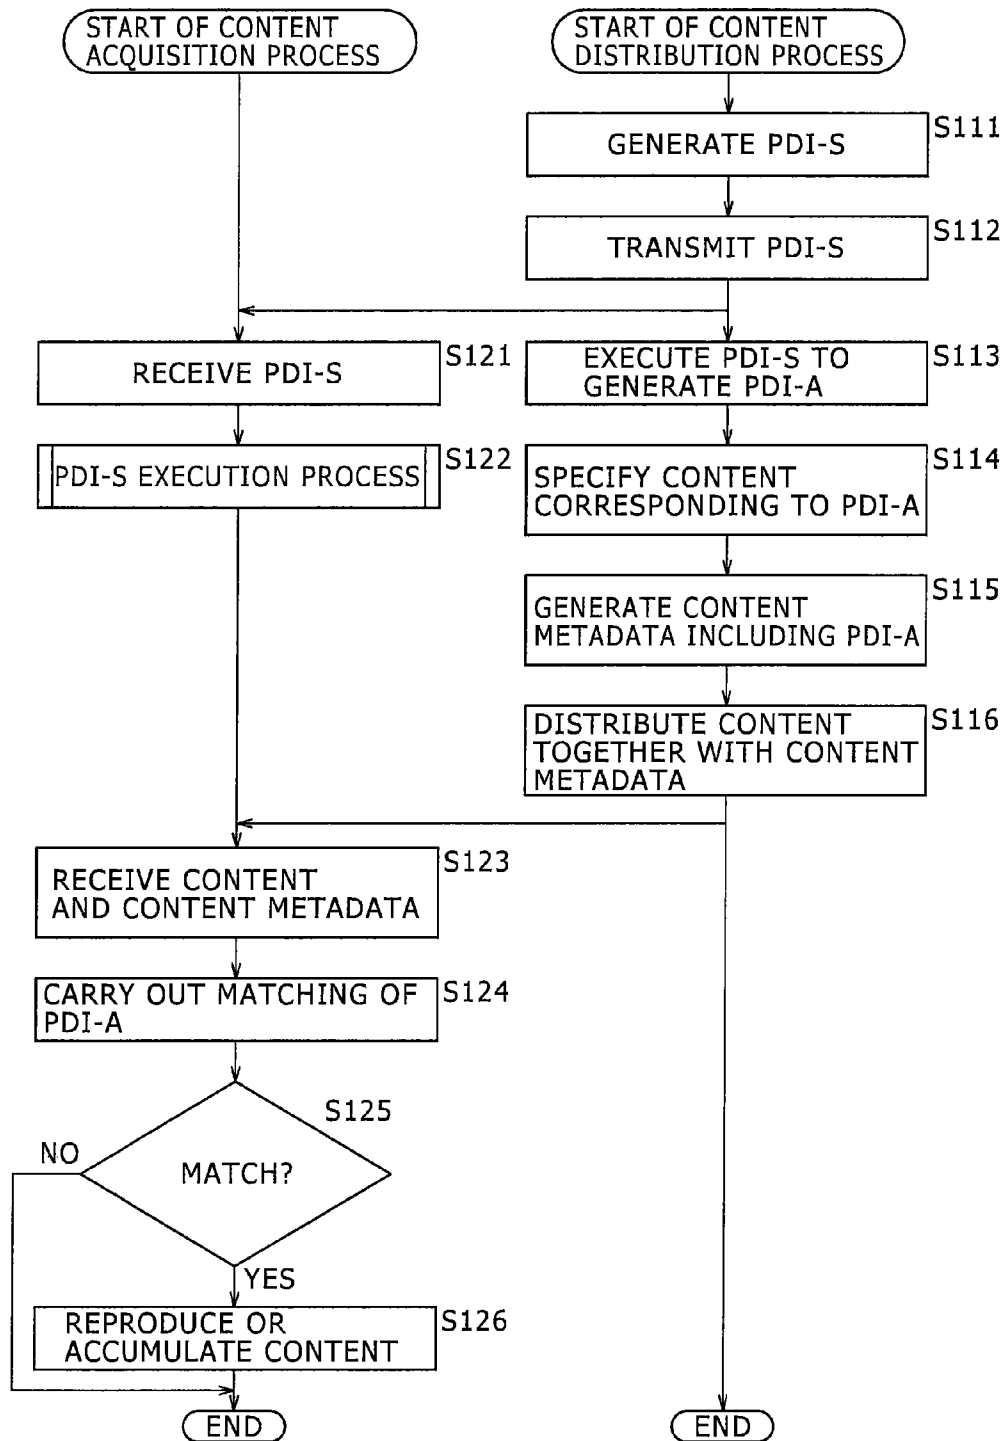 START OF CONTENT
ACQUISITION PROCESS
START OF CONTENT
DISTRIBUTION PROCESS
GENERATE PDI-S
S111
TRANSMIT PDI-S
S112
RECEIVE PDI-S
S121
EXECUTE PDI-S TO
GENERATE PDI-A
S113
PDI-S EXECUTION PROCESS
S122
SPECIFY CONTENT
CORRESPONDING TO PDI-A
S114
GENERATE CONTENT
METADATA INCLUDING PDI-A
S115
DISTRIBUTE CONTENT
TOGETHER WITH CONTENT
METADATA
S116
RECEIVE CONTENT
AND CONTENT METADATA
S123
CARRY OUT MATCHING OF
PDI-A
S124
S125
NO
MATCH?
YES
REPRODUCE OR
ACCUMULATE CONTENT
S126
END
END